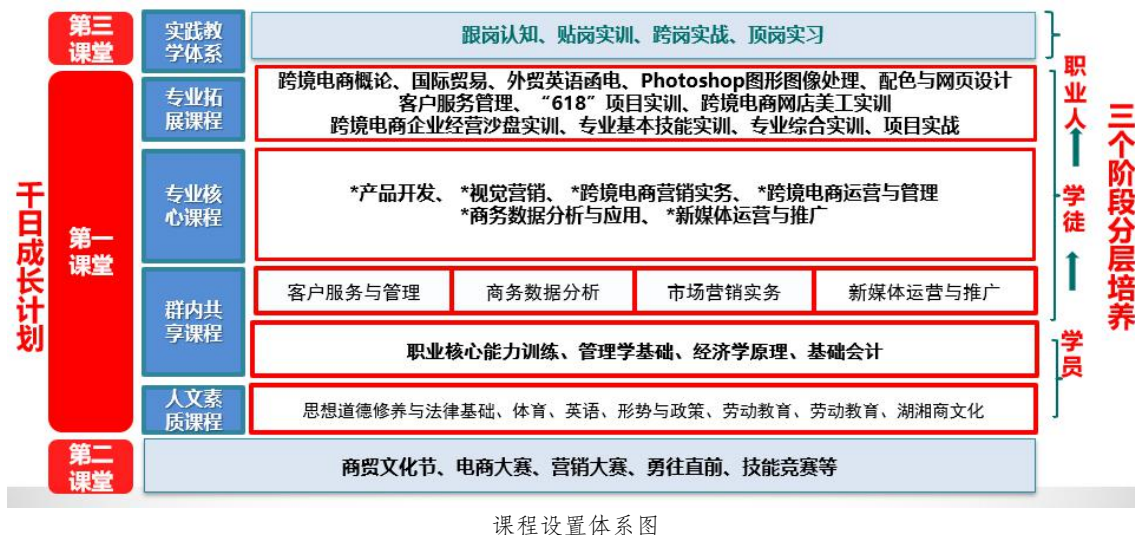 第三
课堂
实践教
学体系
跟岗认知、贴岗实训、跨岗实战、顶岗实习
千日成长计划
第一
课堂
专业拓
展课程
跨境电商概论、国际贸易、外贸英语函电、Photoshop图形图像处理、配色与网页设计
客户服务管理、“618”项目实训、跨境电商网店美工实训
跨境电商企业经营沙盘实训、专业基本技能实训、专业综合实训、项目实战
专业核
心课程
*产品开发、 *视觉营销、 *跨境电商营销实务、 *跨境电商运营与管理
*商务数据分析与应用、 *新媒体运营与推广
群内共
享课程
客户服务与管理
商务数据分析
市场营销实务
新媒体运营与推广
职业核心能力训练、管理学基础、经济学原理、基础会计
人文素
质课程
思想道德修养与法律基础、体育、英语、形势与政策、劳动教育、劳动教育、湖湘商文化
第二
课堂
商贸文化节、电商大赛、营销大赛、勇往直前、技能竞赛等
职业人
学徒
学员
三个阶段分层培养
课程设置体系图